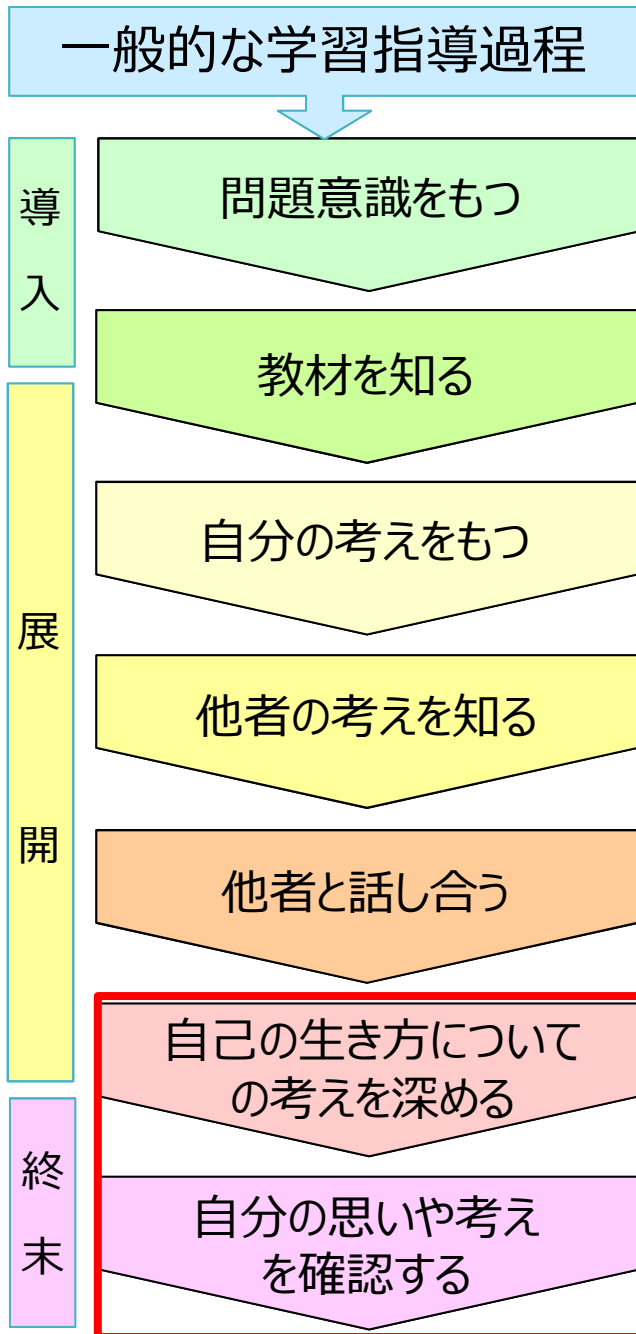 一般的な学習指導過程
導入
問題意識をもつ
教材を知る
展開
自分の考えをもつ
他者の考えを知る
他者と話し合う
自己の生き方について
の考えを深める
終末
自分の思いや考え
を確認する